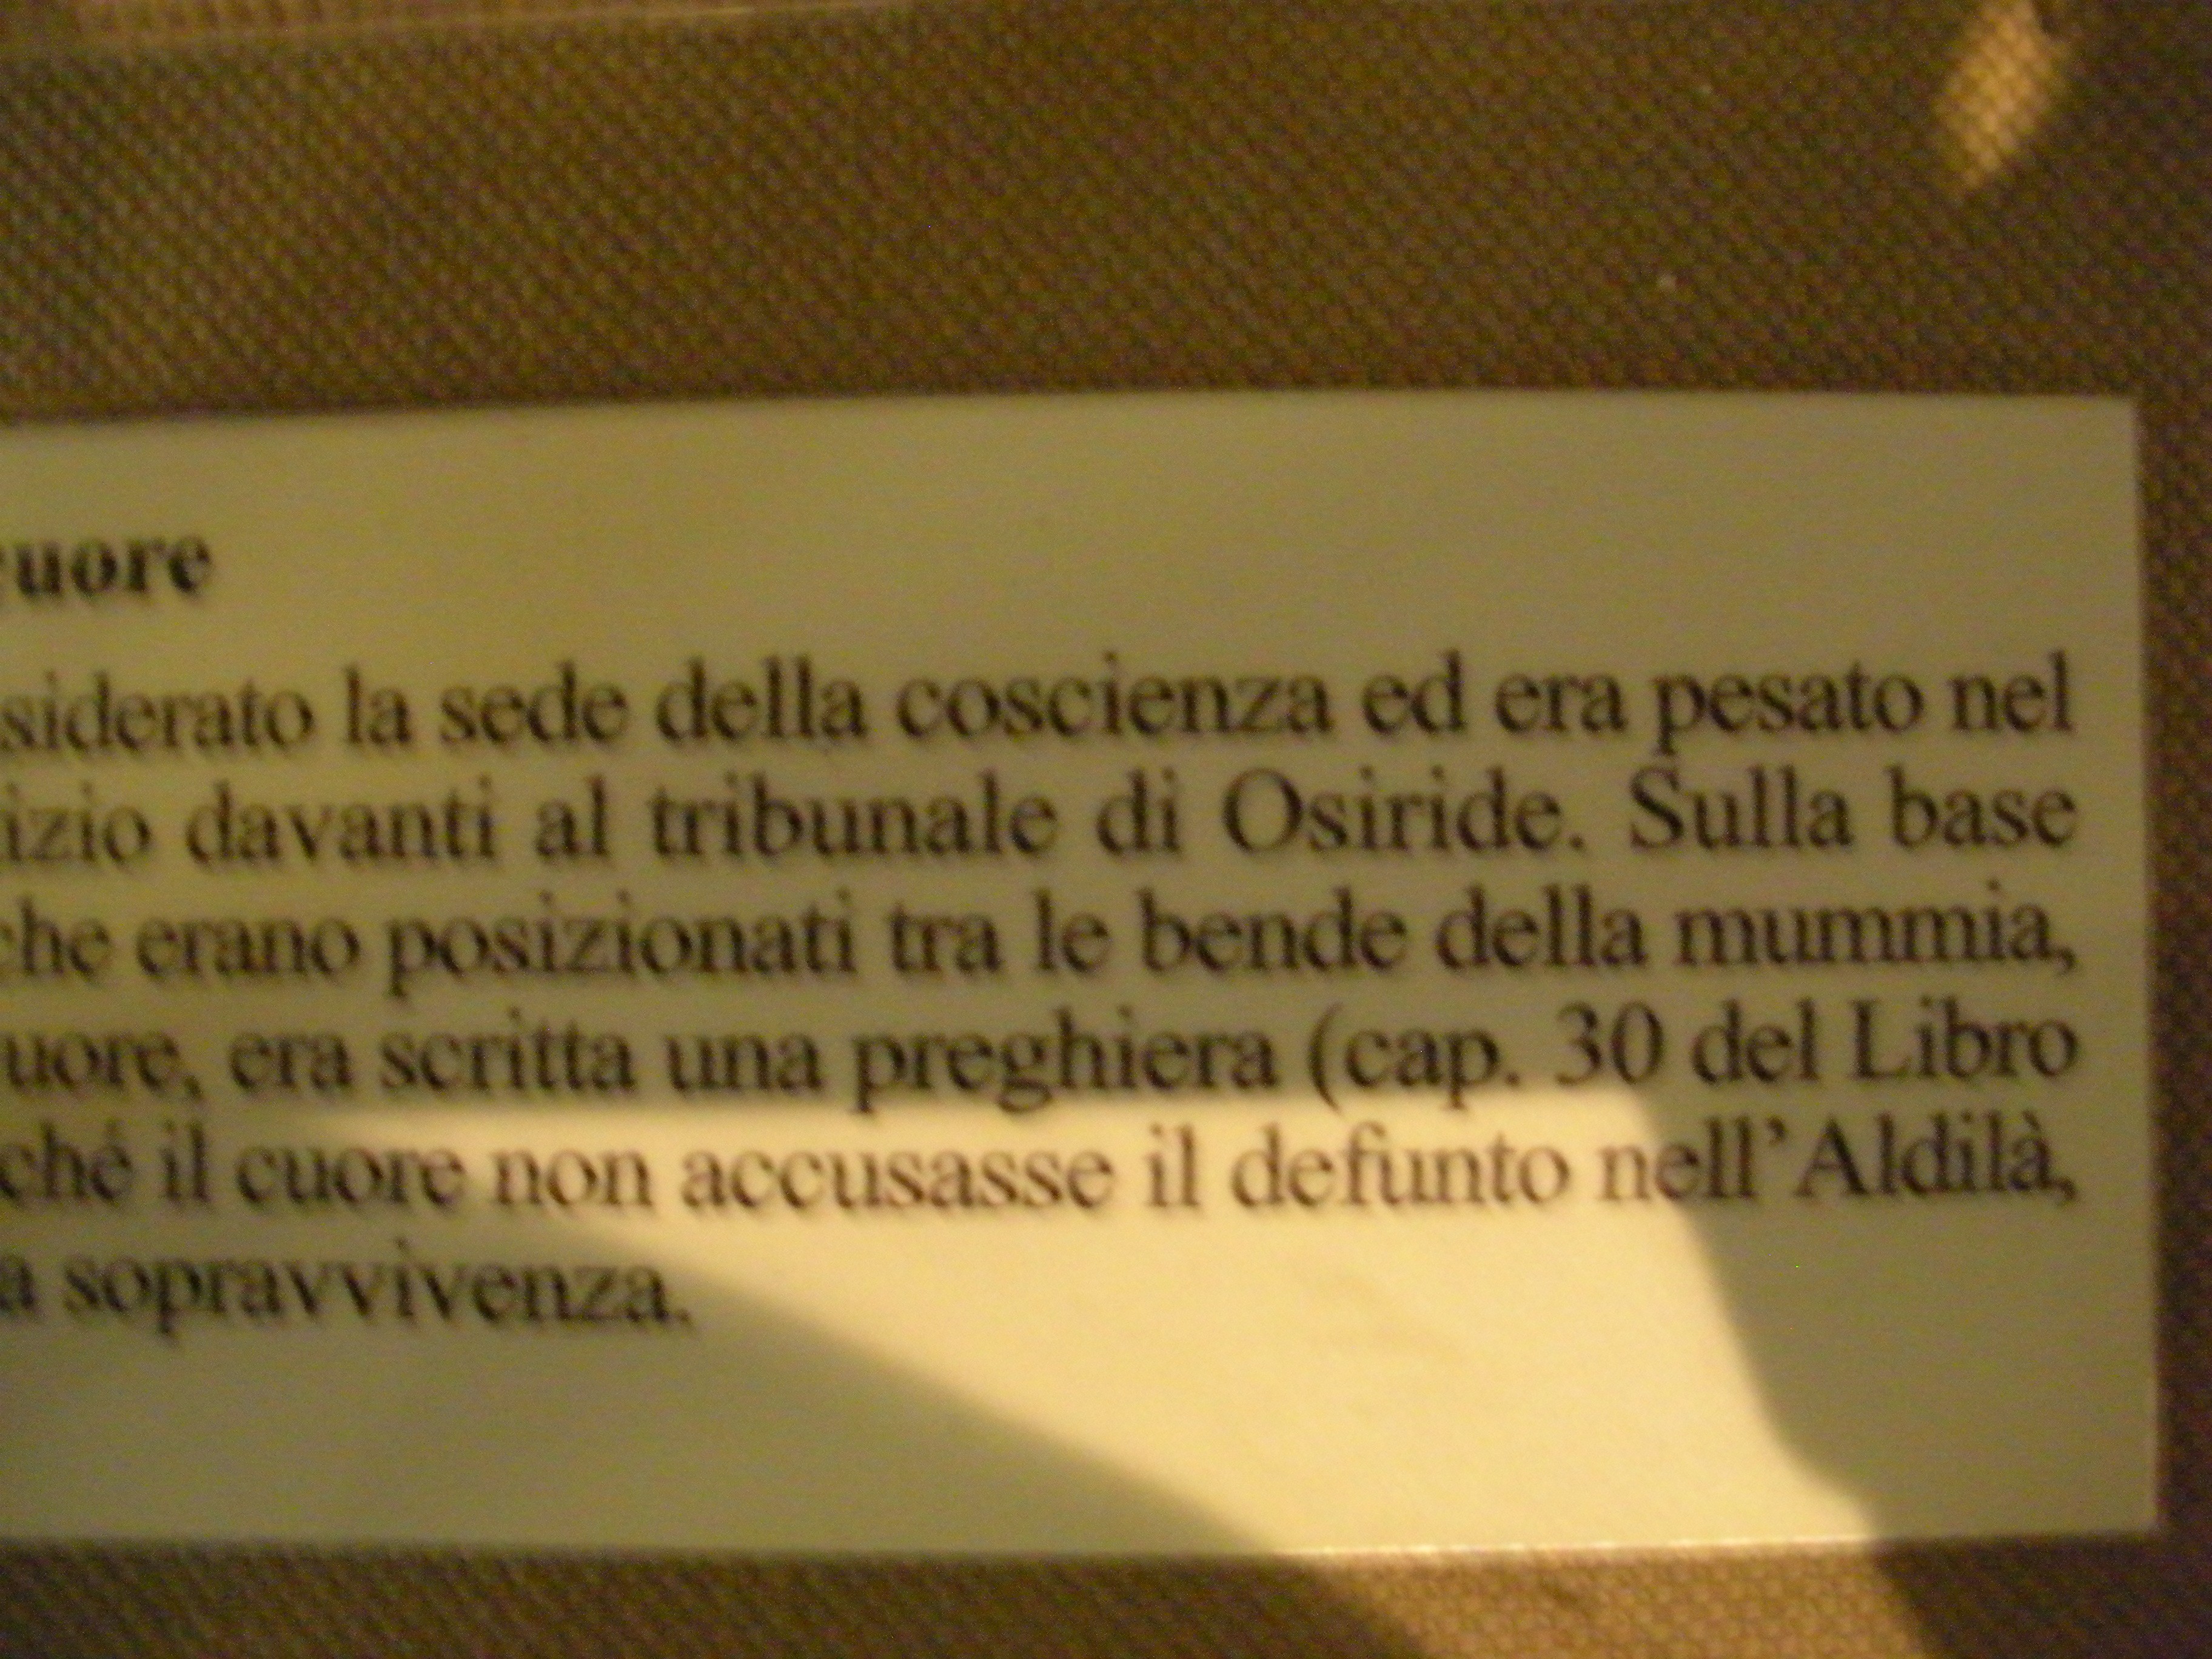 cuore
siderato la sede della coscienza ed era pesato nel
izio davanti al tribunale di Osiride. Sulla base
che erano posizionati tra le bende della mummia,
uore, era scritta una preghiera (cap. 30 del Libro
ché il cuore non accusasse il defunto nell'Aldilà,
a sopravvivenza.